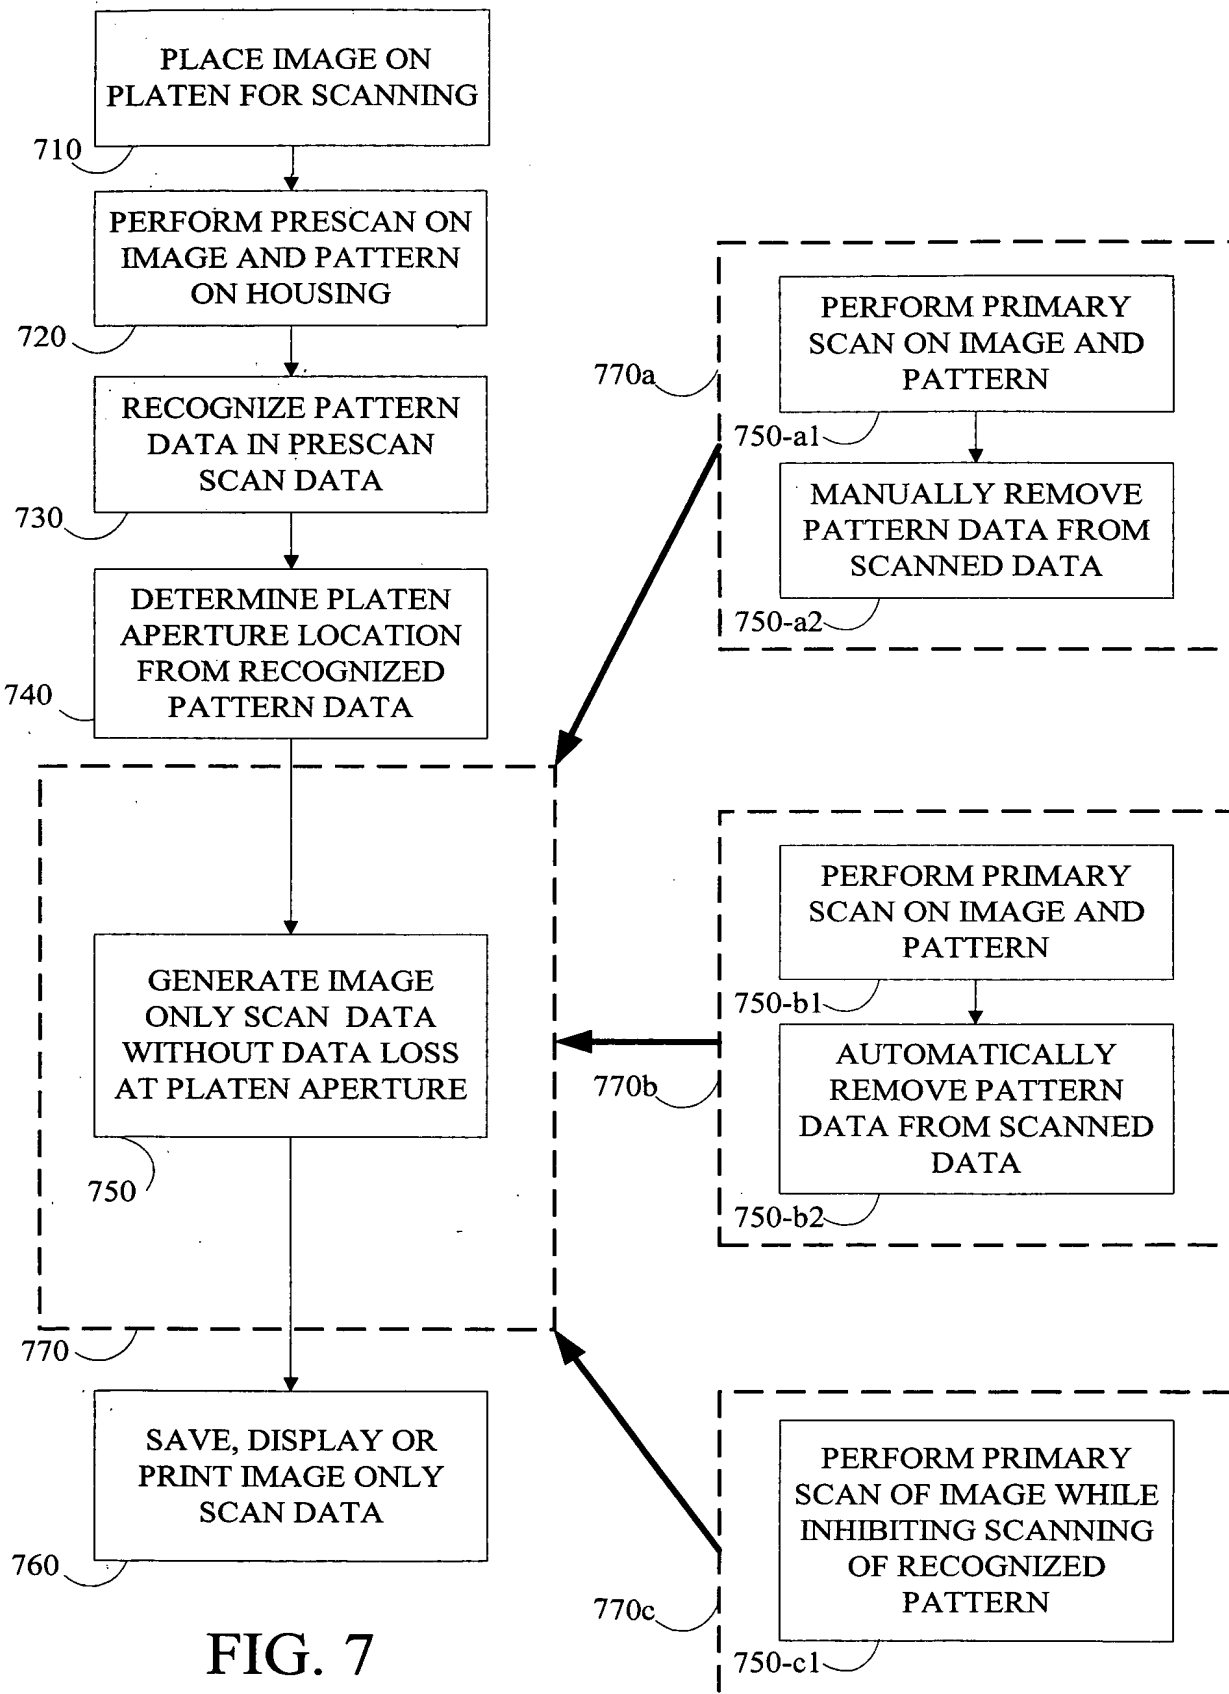 PLACE IMAGE ON
PLATEN FOR SCANNING
710
PERFORM PRESCAN ON
IMAGE AND PATTERN
ON HOUSING
720
RECOGNIZE PATTERN
DATA IN PRESCAN
SCAN DATA
730
DETERMINE PLATEN
APERTURE LOCATION
FROM RECOGNIZED
PATTERN DATA
740
GENERATE IMAGE
ONLY SCAN DATA
WITHOUT DATA LOSS
AT PLATEN APERTURE
750
770
SAVE, DISPLAY OR
PRINT IMAGE ONLY
SCAN DATA
760
PERFORM PRIMARY
SCAN ON IMAGE AND
PATTERN
770a
750-a1
MANUALLY REMOVE
PATTERN DATA FROM
SCANNED DATA
750-a2
PERFORM PRIMARY
SCAN ON IMAGE AND
PATTERN
750-b1
770b
AUTOMATICALLY
REMOVE PATTERN
DATA FROM SCANNED
DATA
750-b2
PERFORM PRIMARY
SCAN OF IMAGE WHILE
INHIBITING SCANNING
OF RECOGNIZED
PATTERN
770c
750-c1
FIG. 7